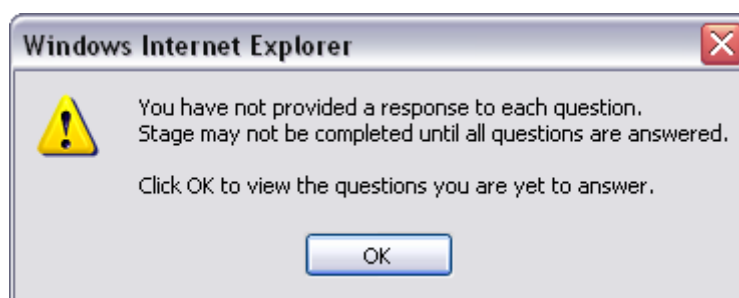 Windows Internet Explorer
You have not provided a response to each question.
Stage may not be completed until all questions are answered.
Click OK to view the questions you are yet to answer.
OK